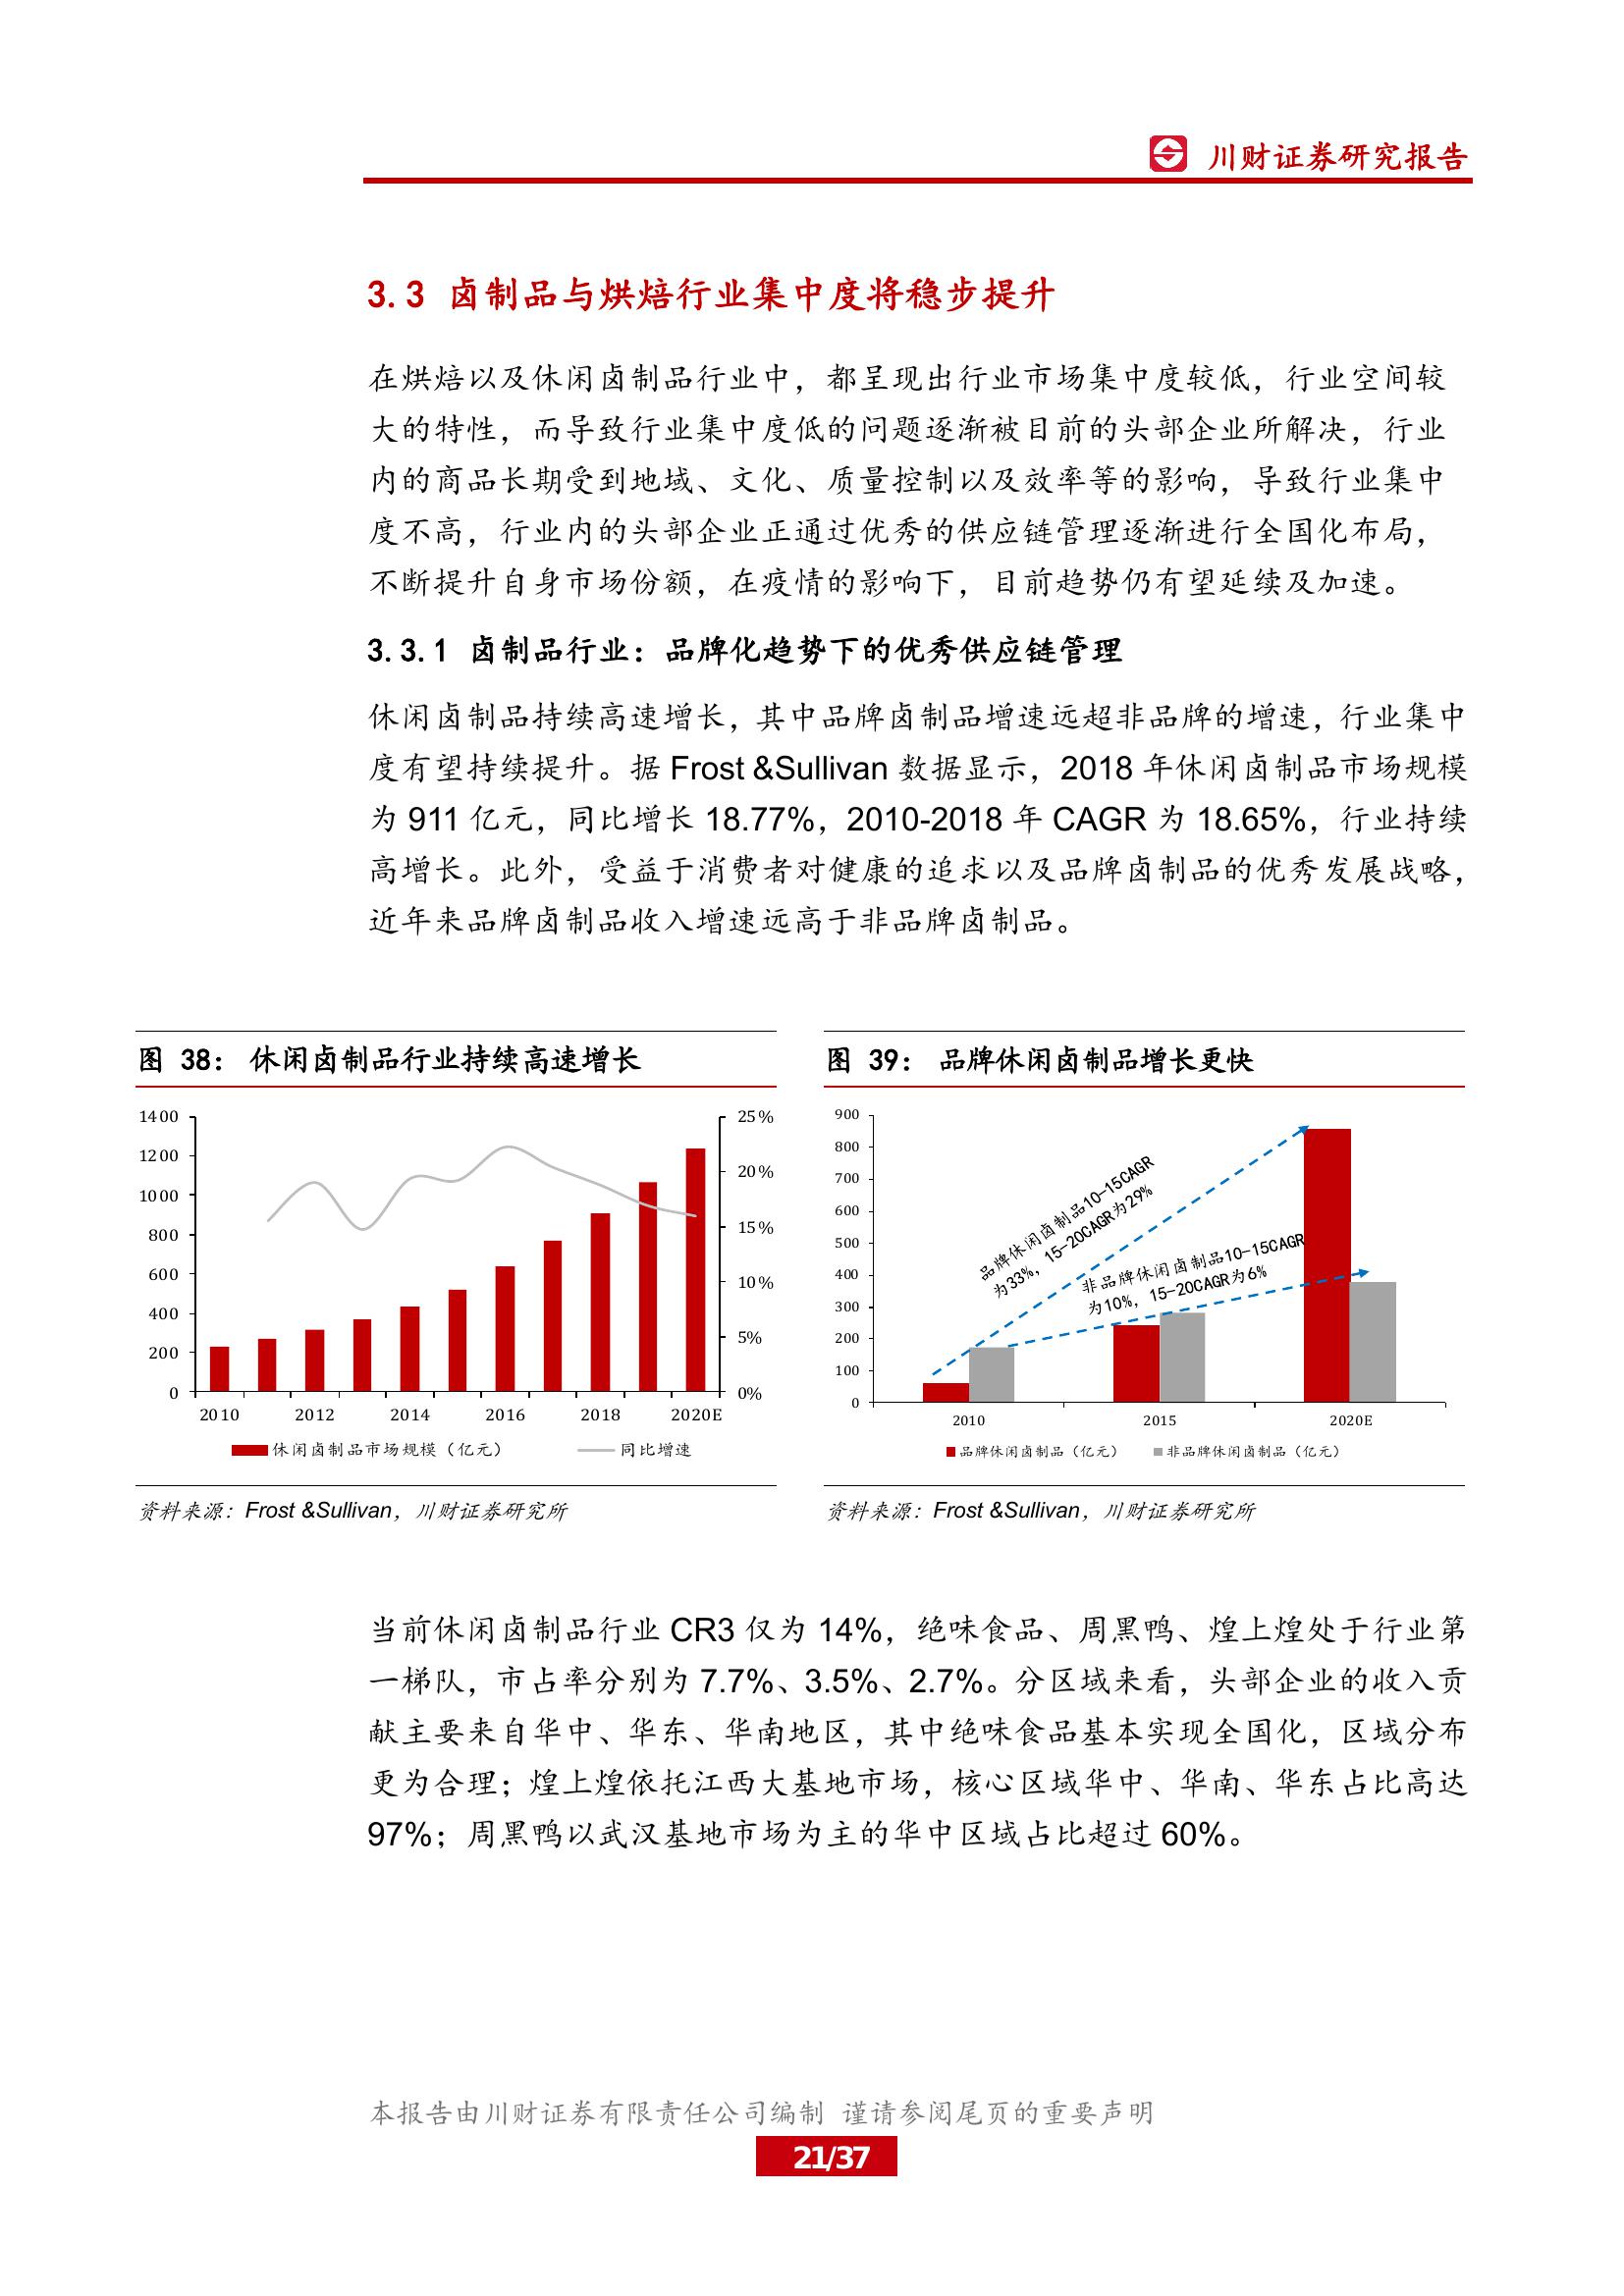 川财证券研究报告
3.3 卤制品与烘焙行业集中度将稳步提升
在烘焙以及休闲卤制品行业中，都呈现出行业市场集中度较低，行业空间较
大的特性，而导致行业集中度低的问题逐渐被目前的头部企业所解决，行业
内的商品长期受到地域、文化、质量控制以及效率等的影响，导致行业集中
度不高，行业内的头部企业正通过优秀的供应链管理逐渐进行全国化布局，
不断提升自身市场份额，在疫情的影响下，目前趋势仍有望延续及加速。
3.3.1 卤制品行业：品牌化趋势下的优秀供应链管理
休闲卤制品持续高速增长，其中品牌卤制品增速远超非品牌的增速，行业集中
度有望持续提升。据 Frost &Sullivan 数据显示，2018 年休闲卤制品市场规模
为 911 亿元，同比增长 18.77%，2010-2018 年 CAGR 为 18.65%，行业持续
高增长。此外，受益于消费者对健康的追求以及品牌卤制品的优秀发展战略，
近年来品牌卤制品收入增速远高于非品牌卤制品。
图 38： 休闲卤制品行业持续高速增长
1400
1200
1000
800
600
400
200
0
25%
20%
15%
10%
5%
0%
2010 2012 2014 2016 2018 2020E
休闲卤制品市场规模（亿元） 同比增速
资料来源：Frost &Sullivan，川财证券研究所
图 39： 品牌休闲卤制品增长更快
900
800
700
600
500
400
300
200
100
0
品牌休闲卤制品10-15CAGR
为33%，15-20CAGR为29%
非品牌休闲卤制品10-15CAGR
为10%，15-20CAGR为6%
2010 2015 2020E
品牌休闲卤制品（亿元） 非品牌休闲卤制品（亿元）
资料来源：Frost &Sullivan，川财证券研究所
当前休闲卤制品行业 CR3 仅为 14%，绝味食品、周黑鸭、煌上煌处于行业第
一梯队，市占率分别为 7.7%、3.5%、2.7%。分区域来看，头部企业的收入贡
献主要来自华中、华东、华南地区，其中绝味食品基本实现全国化，区域分布
更为合理；煌上煌依托江西大基地市场，核心区域华中、华南、华东占比高达
97%；周黑鸭以武汉基地市场为主的华中区域占比超过 60%。
本报告由川财证券有限责任公司编制 谨请参阅尾页的重要声明
21/37